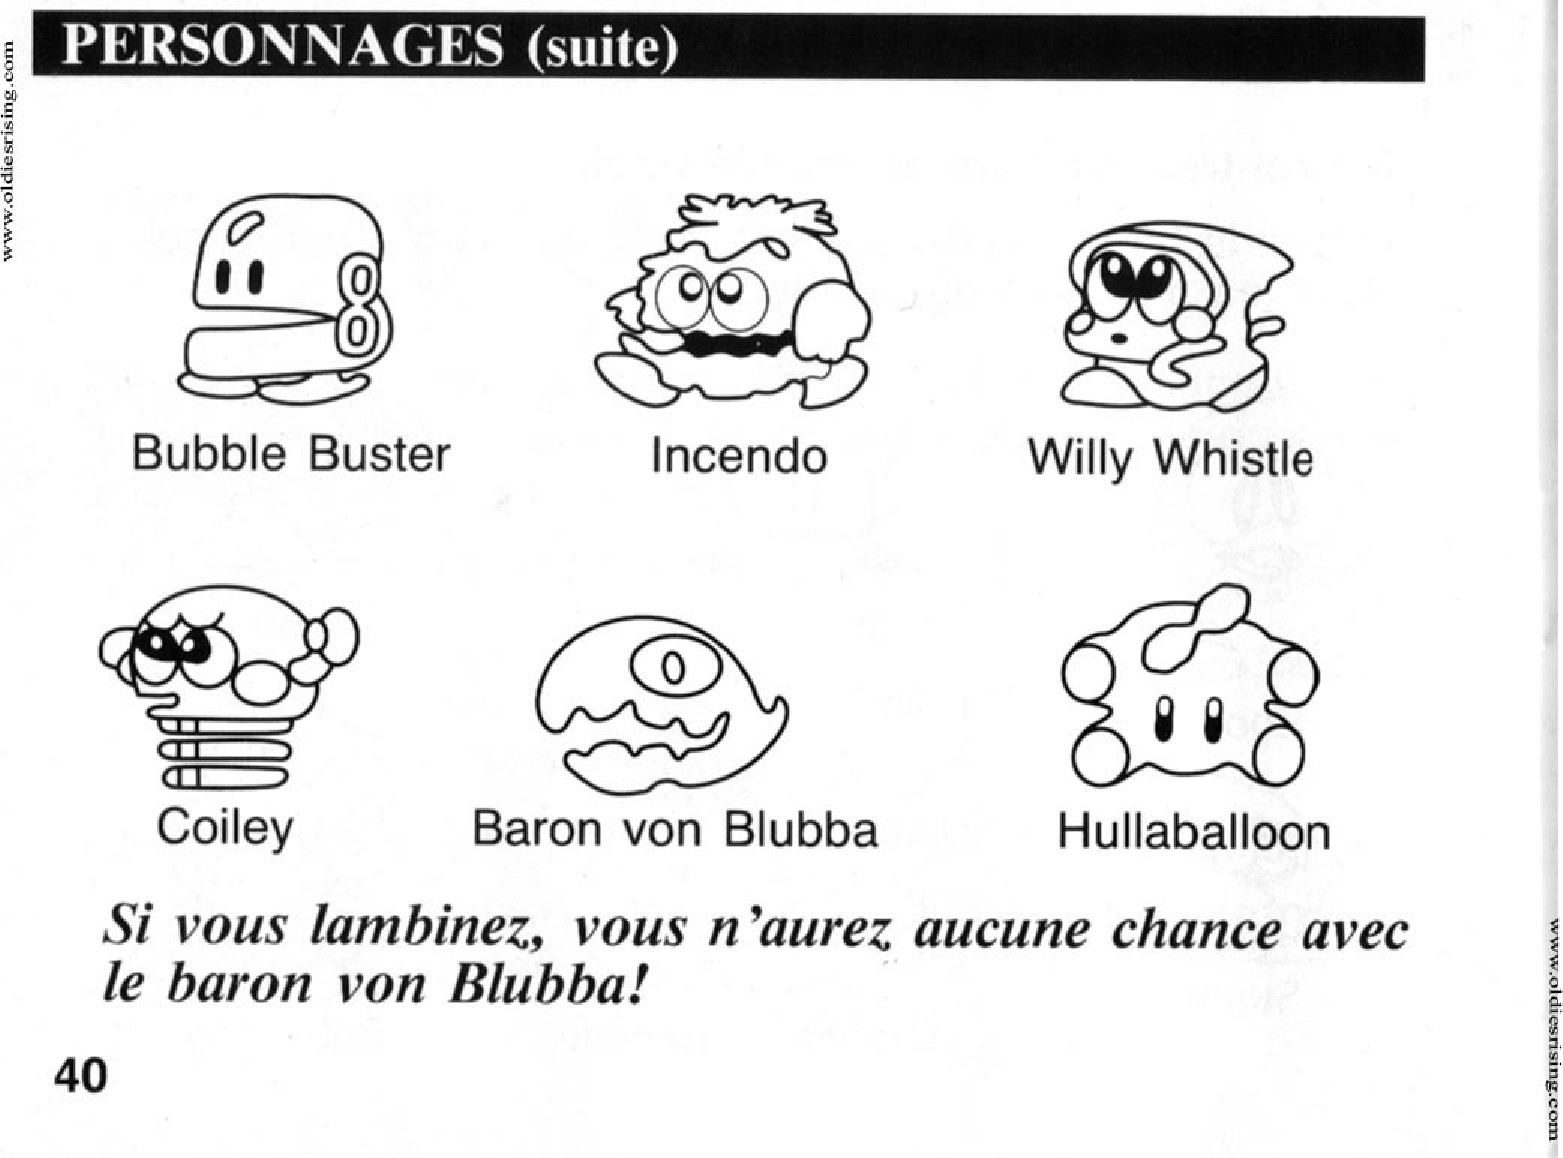 PERSONNAGES (suite)
www.oldiesrising.com
Bubble Buster
Incendo
Willy Whistle
Coiley
Baron von Blubba
Hullaballoon
Si vous lambinez, vous n'aurez aucune chance avec
le baron von Blubba!
40
www.oldiesrising.com